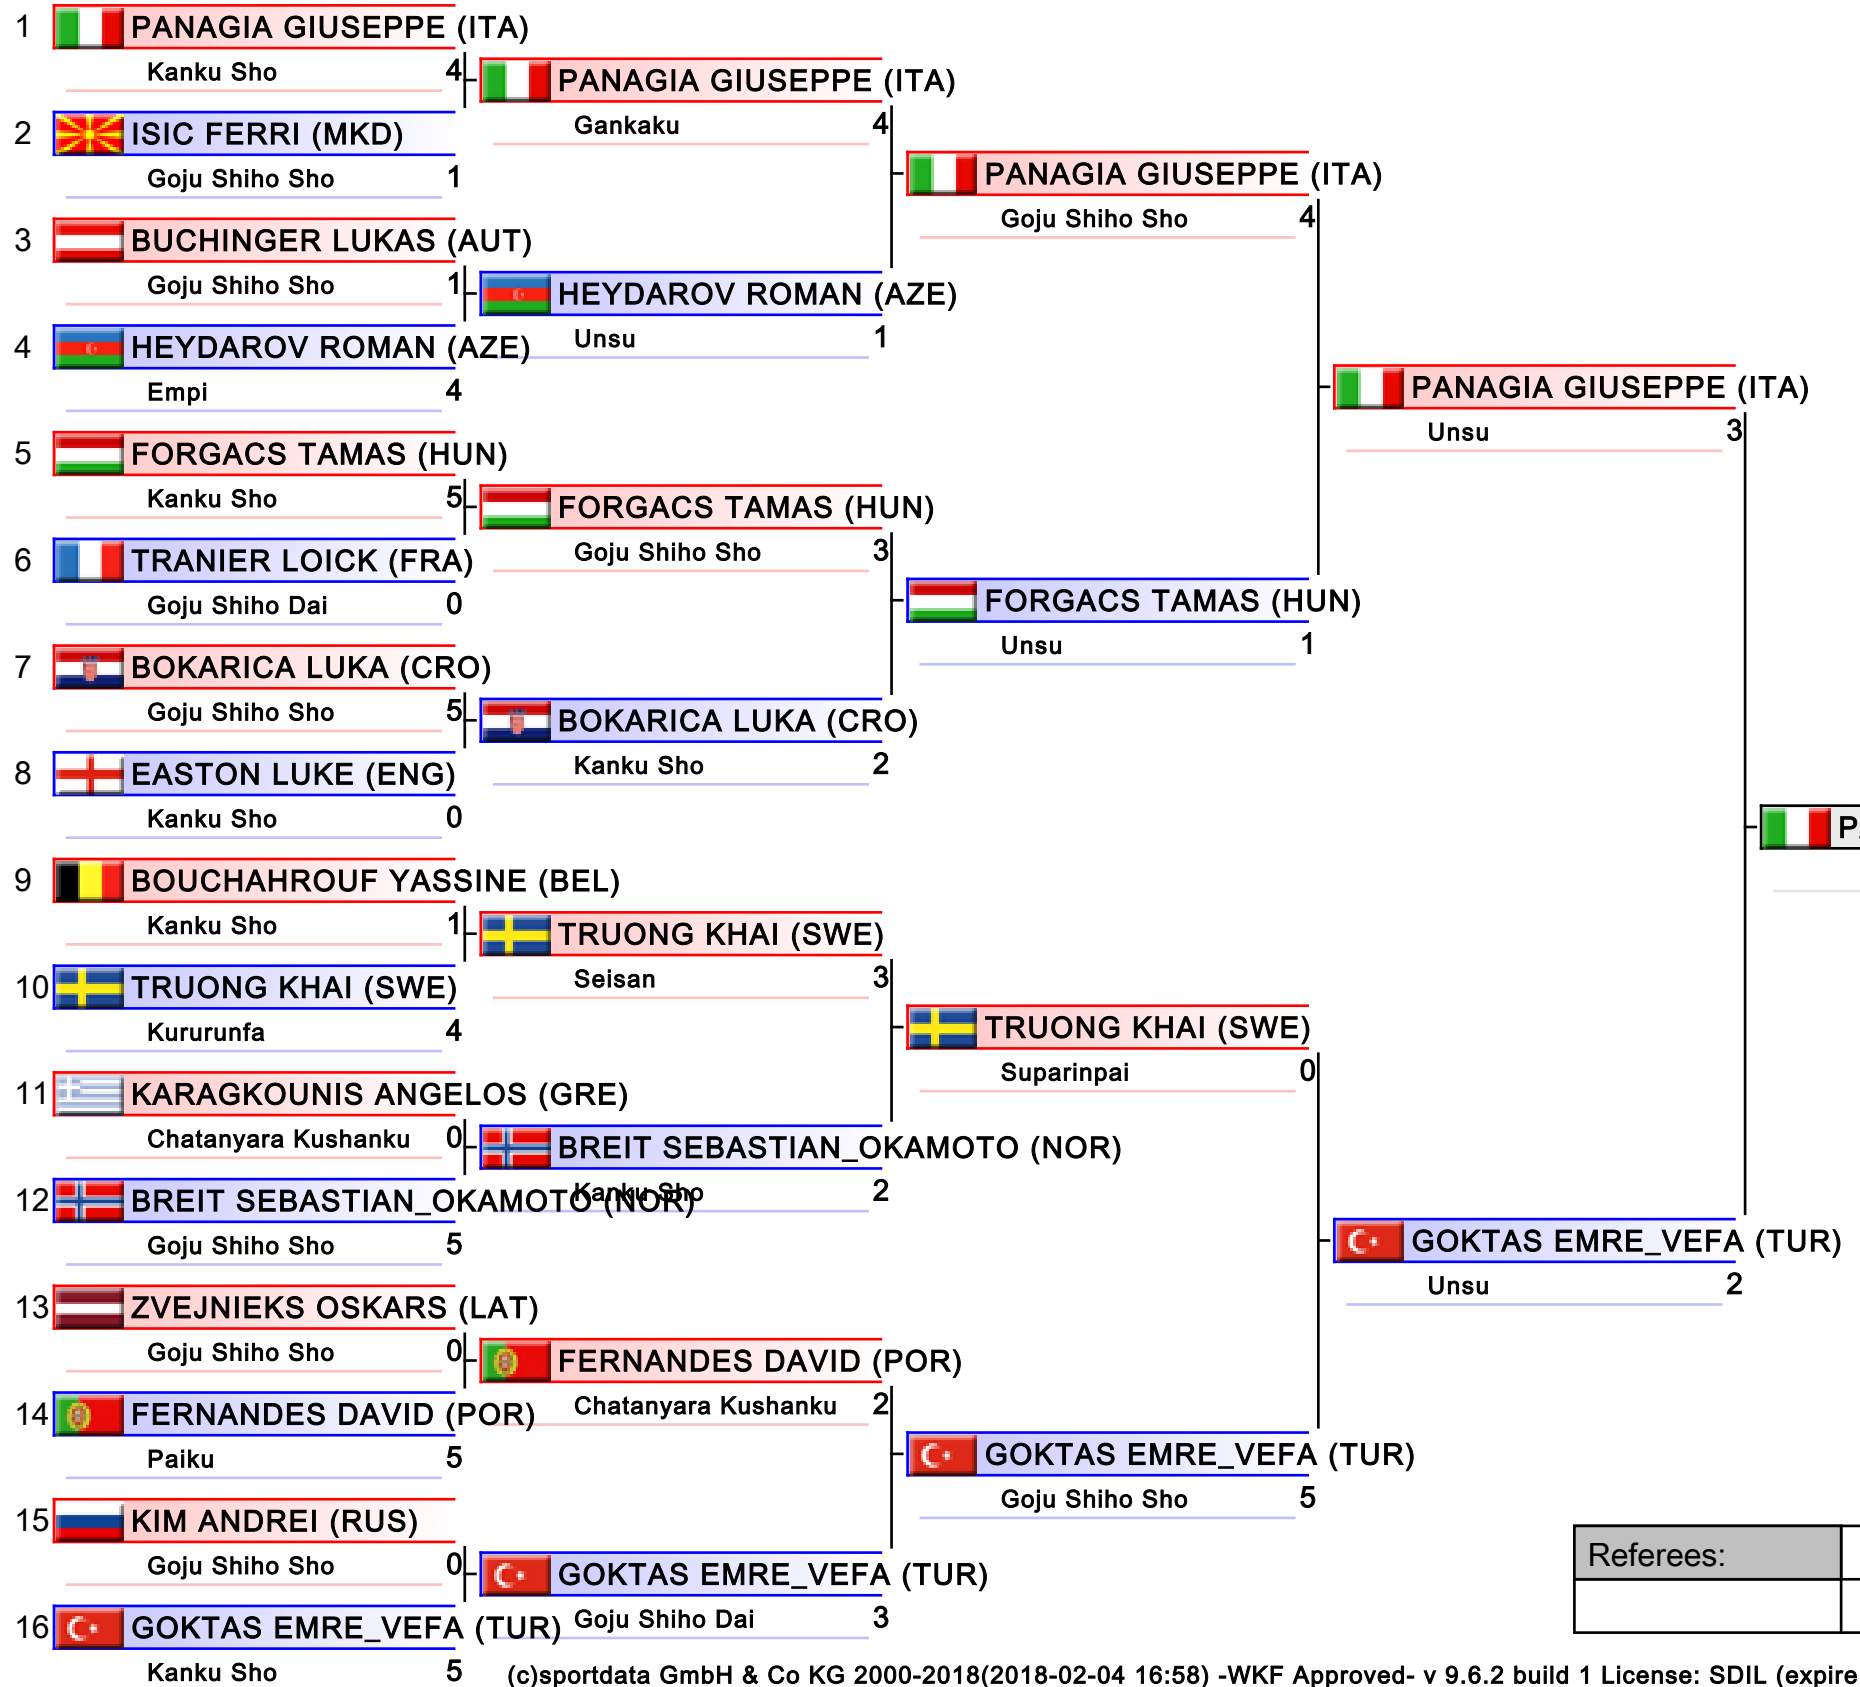 1 PANAGIA GIUSEPPE (ITA)
Kanku Sho 4
2 ISIC FERRI (MKD)
Goju Shiho Sho 1
3 BUCHINGER LUKAS (AUT)
Goju Shiho Sho 1
4 HEYDAROV ROMAN (AZE)
Empi 4
5 FORGACS TAMAS (HUN)
Kanku Sho 5
6 TRANIER LOICK (FRA)
Goju Shiho Dai 0
7 BOKARICA LUKA (CRO)
Goju Shiho Sho 5
8 EASTON LUKE (ENG)
Kanku Sho 0
9 BOUCHAHROUF YASSINE (BEL)
Kanku Sho 1
10 TRUONG KHAI (SWE)
Kururunfa 4
11 KARAGKOUNIS ANGELOS (GRE)
Chatanyara Kushanku 0
12 BREIT SEBASTIAN_OKAMOTO (NOR)
Goju Shiho Sho 5
13 ZVEJNIEKS OSKARS (LAT)
Goju Shiho Sho 0
14 FERNANDES DAVID (POR)
Paiku 5
15 KIM ANDREI (RUS)
Goju Shiho Sho 0
16 GOKTAS EMRE_VEFA (TUR)
Kanku Sho 5
PANAGIA GIUSEPPE (ITA)
Gankaku 4
HEYDAROV ROMAN (AZE)
Unsu 1
FORGACS TAMAS (HUN)
Goju Shiho Sho 3
BOKARICA LUKA (CRO)
Kanku Sho 2
TRUONG KHAI (SWE)
Seisan 3
BREIT SEBASTIAN_OKAMOTO (NOR)
Kanku Sho 2
FERNANDES DAVID (POR)
Chatanyara Kushanku 2
GOKTAS EMRE_VEFA (TUR)
Goju Shiho Dai 3
PANAGIA GIUSEPPE (ITA)
Goju Shiho Sho 4
FORGACS TAMAS (HUN)
Unsu 1
TRUONG KHAI (SWE)
Suparinpai 0
GOKTAS EMRE_VEFA (TUR)
Goju Shiho Sho 5
PANAGIA GIUSEPPE (ITA)
Unsu 3
GOKTAS EMRE_VEFA (TUR)
Unsu 2
Referees:
(c)sportdata GmbH & Co KG 2000-2018(2018-02-04 16:58) -WKF Approved- v 9.6.2 build 1 License: SDIL (expire